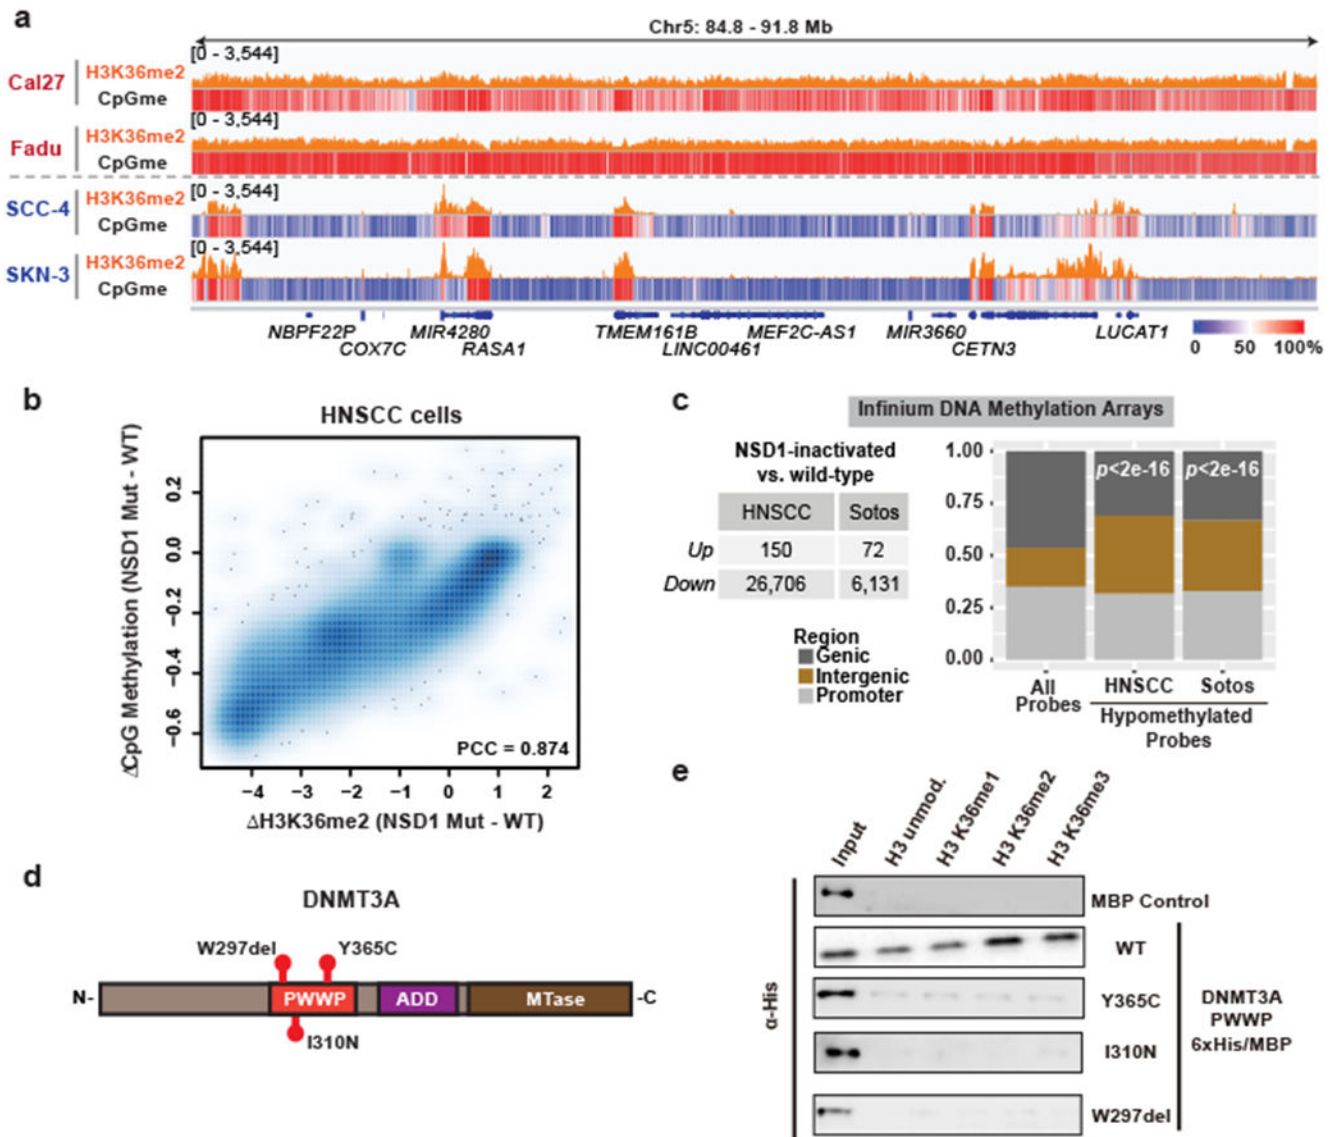 a
Chr5: 84.8 - 91.8 Mb
[0 - 3,544]
Cal27
H3K36me2
CpGme
[0 - 3,544]
Fadu
H3K36me2
CpGme
[0 - 3,544]
SCC-4
H3K36me2
CpGme
[0 - 3,544]
SKN-3
H3K36me2
CpGme
NBPF22P MIR4280 TMEM161B MEF2C-AS1 MIR3660 LUCAT1
COX7C RASA1 LINC00461 CETN3
0 50 100%
b
HNSCC cells
ΔCpG Methylation (NSD1 Mut - WT)
0.2
0.0
−0.2
−0.4
−0.6
PCC = 0.874
−4 −3 −2 −1 0 1 2
ΔH3K36me2 (NSD1 Mut - WT)
c
Infinium DNA Methylation Arrays
NSD1-inactivated
vs. wild-type
HNSCC Sotos
Up 150 72
Down 26,706 6,131
Region
Genic
Intergenic
Promoter
1.00
0.75
0.50
0.25
0.00
p<2e-16 p<2e-16
All
Probes
HNSCC Sotos
Hypomethylated
Probes
d
DNMT3A
W297del Y365C
N- PWWP ADD MTase -C
I310N
e
Input
H3 unmod.
H3 K36me1
H3 K36me2
H3 K36me3
α-His
MBP Control
WT
Y365C
I310N
W297del
DNMT3A
PWWP
6xHis/MBP